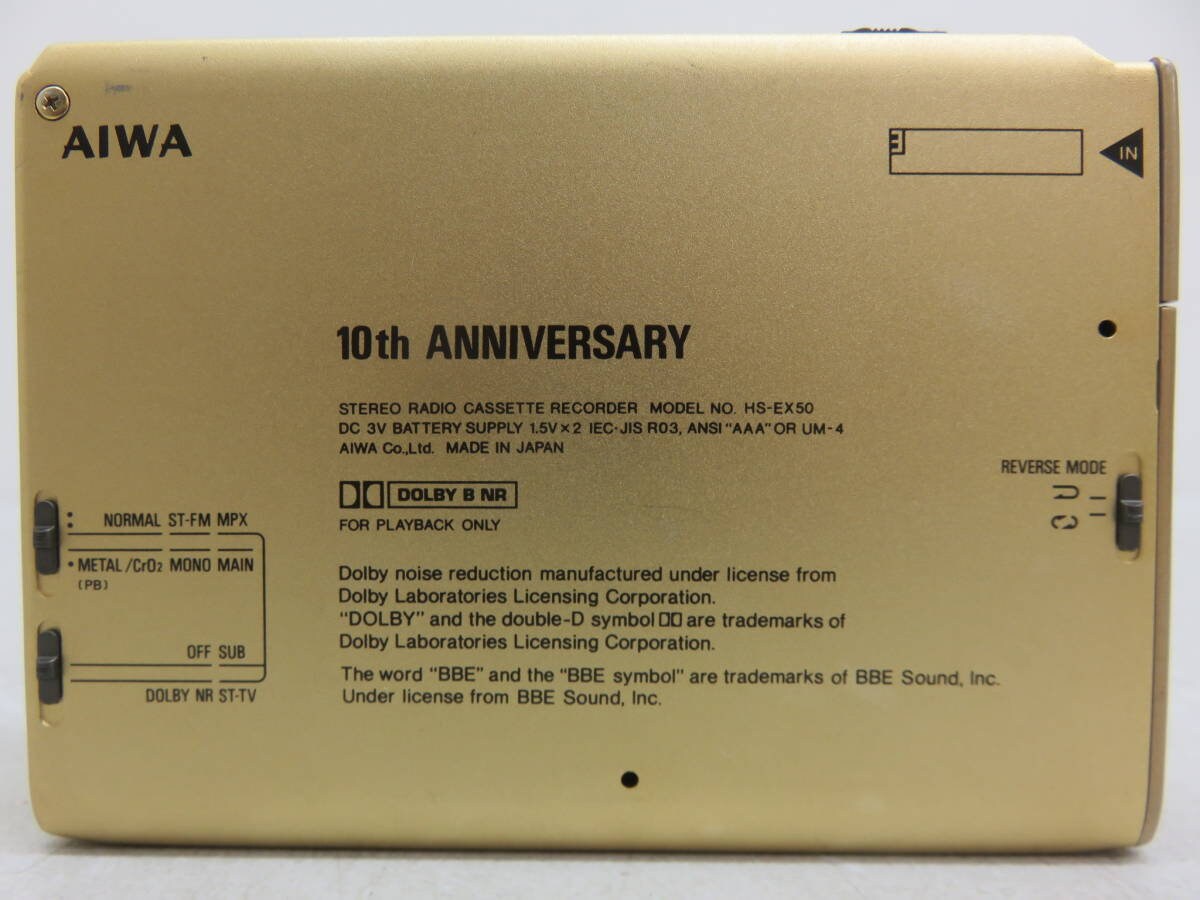 AIWA
IN
10th ANNIVERSARY
STEREO RADIO CASSETTE RECORDER MODEL NO. HS-EX50
DC 3V BATTERY SUPPLY 1.5V×2 IEC·JIS R03, ANSI "AAA" OR UM-4
AIWA Co.,Ltd. MADE IN JAPAN
REVERSE MODE
DOLBY B NR
FOR PLAYBACK ONLY
NORMAL ST-FM MPX
• METAL/CrO₂ MONO MAIN
(PB)
OFF SUB
DOLBY NR ST-TV
Dolby noise reduction manufactured under license from
Dolby Laboratories Licensing Corporation.
"DOLBY" and the double-D symbol are trademarks of
Dolby Laboratories Licensing Corporation.
The word "BBE" and the "BBE symbol" are trademarks of BBE Sound, Inc.
Under license from BBE Sound, Inc.